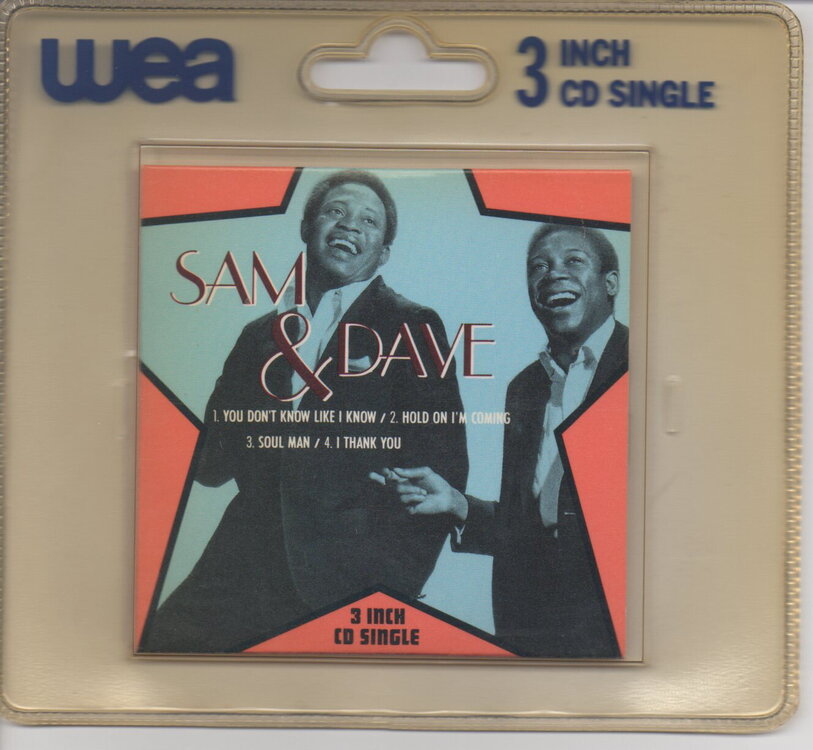 wea
3 INCH
CD SINGLE
SAM
& DAVE
1. YOU DON'T KNOW LIKE I KNOW / 2. HOLD ON I'M COMING
3. SOUL MAN / 4. I THANK YOU
3 INCH
CD SINGLE